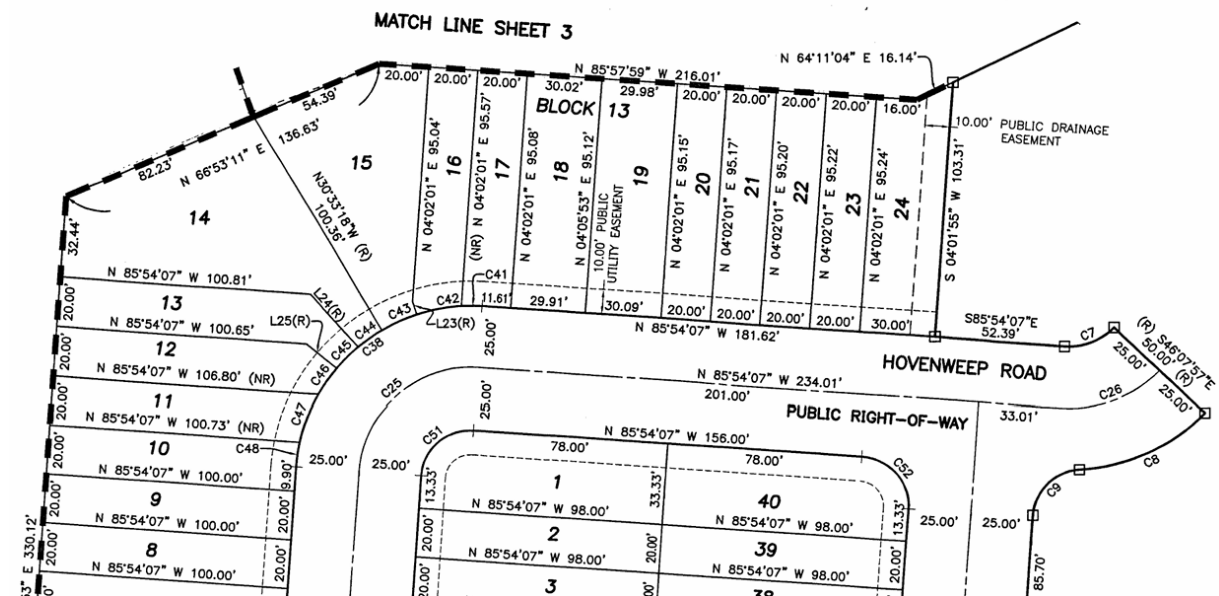 MATCH LINE SHEET 3
N 64°11'04" E 16.14'
N 85°57'59" W 216.01'
20.00' 20.00' 20.00' 30.02' 29.98' 20.00' 20.00' 20.00' 20.00' 16.00'
BLOCK 13
10.00' PUBLIC DRAINAGE
EASEMENT
54.39'
82.23'
N 66°53'11" E 136.63'
15
N 04°02'01" E 95.04'
16
N 04°02'01" E 95.57'
(NR)
17
N 04°02'01" E 95.08'
18
N 04°05'53" E 95.12'
10.00' PUBLIC
UTILITY EASEMENT
19
N 04°02'01" E 95.15'
20
N 04°02'01" E 95.17'
21
N 04°02'01" E 95.20'
22
N 04°02'01" E 95.22'
23
N 04°02'01" E 95.24'
24
S 04°01'55" W 103.31'
14
N30°33'18"W (R)
100.36'
32.44'
N 85°54'07" W 100.81'
L24(R)
C41
C42
11.61' 29.91' 30.09' 20.00' 20.00' 20.00' 30.00'
C43
L23(R)
20.00'
13
L25(R)
C44
C38
C45
25.00'
N 85°54'07" W 181.62'
S85°54'07"E
52.39'
C7
(R) S46°07'57"E
50.00' (R)
25.00'
25.00'
N 85°54'07" W 100.65'
20.00'
12
C46
HOVENWEEP ROAD
N 85°54'07" W 106.80' (NR)
C25
N 85°54'07" W 234.01'
201.00'
C26
20.00'
11
C47
25.00'
PUBLIC RIGHT-OF-WAY
33.01'
N 85°54'07" W 100.73' (NR)
C48
C51
N 85°54'07" W 156.00'
78.00'
78.00'
C52
C8
20.00'
10
25.00'
25.00'
N 85°54'07" W 100.00'
9.90'
13.33'
1
33.33'
40
13.33'
C9
20.00'
9
20.00'
N 85°54'07" W 98.00'
N 85°54'07" W 98.00'
25.00'
25.00'
N 85°54'07" W 100.00'
20.00'
2
20.00'
39
20.00'
20.00'
8
20.00'
N 85°54'07" W 98.00'
N 85°54'07" W 98.00'
N 85°54'07" W 100.00'
E 330.12'
3
38
85.70'